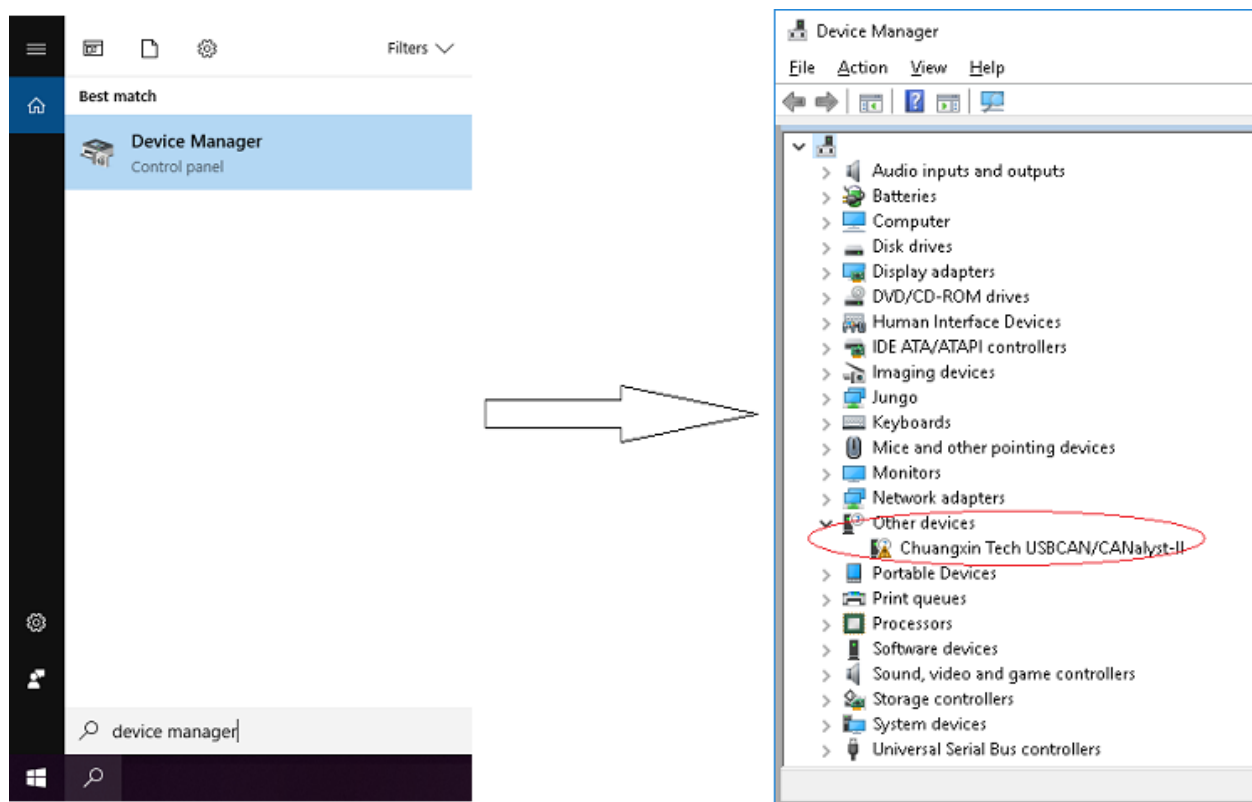 Filters
Best match
Device Manager
Control panel
device manager
Device Manager
File Action View Help
Audio inputs and outputs
Batteries
Computer
Disk drives
Display adapters
DVD/CD-ROM drives
Human Interface Devices
IDE ATA/ATAPI controllers
Imaging devices
Jungo
Keyboards
Mice and other pointing devices
Monitors
Network adapters
Other devices
Chuangxin Tech USBCAN/CANalyst-II
Portable Devices
Print queues
Processors
Software devices
Sound, video and game controllers
Storage controllers
System devices
Universal Serial Bus controllers